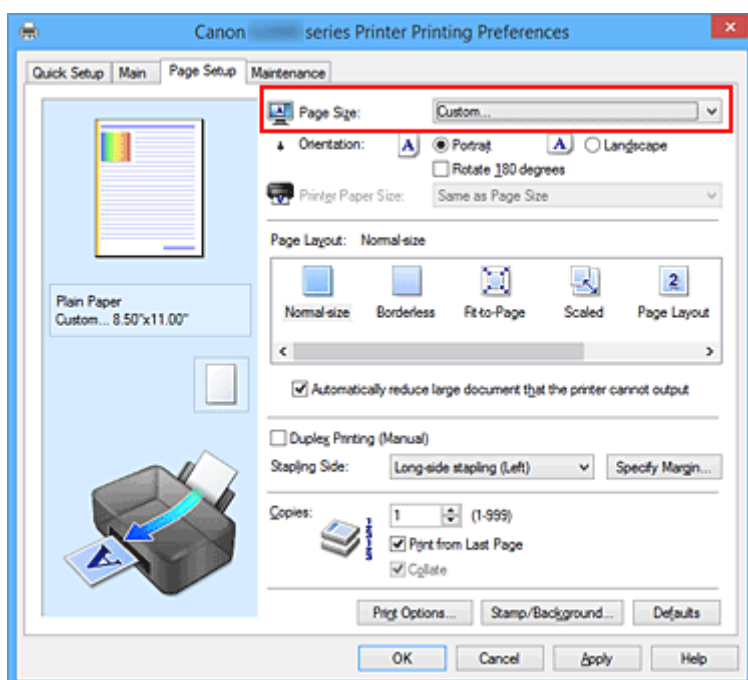 Canon series Printer Printing Preferences
Quick Setup Main Page Setup Maintenance
Page Size: Custom...
Orientation: A Portrait A Landscape
Rotate 180 degrees
Printer Paper Size: Same as Page Size
Page Layout: Normal-size
2
Normal-size Borderless Fit-to-Page Scaled Page Layout
Plain Paper
Custom... 8.50"x11.00"
Automatically reduce large document that the printer cannot output
Duplex Printing (Manual)
Stapling Side: Long-side stapling (Left) Specify Margin...
Copies: 1 (1-999)
Print from Last Page
Collate
A
Print Options... Stamp/Background... Defaults
OK Cancel Apply Help